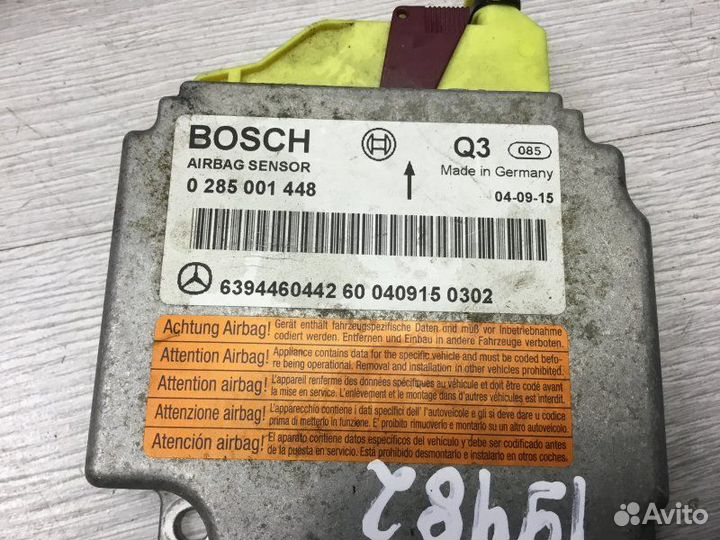 BOSCH
AIRBAG SENSOR
0 285 001 448
Q3 085
Made in Germany
04-09-15
6394460442 60 040915 0302
Achtung Airbag! Gerät enthält fahrzeugspezifische Daten und muß vor Inbetriebnahme
codiert werden. Entfernen und Einbau in andere Fahrzeuge verboten.
Attention Airbag! Appliance contains data for the specific vehicle and must be coded befo-
re being operational. Removal and installation in other vehicles prohibited.
Attention airbag! L'appareil renferme des données spécifiques au véhicule et doit être codé avant
la mise en service. L'enlèvement et le montage dans d'autres véhicules est interdit.
Attenzione airbag! L'apparecchio contiene i dati specifici dell' l'autoveicolo e gli si deve dare u codice
prima di metterlo in funzione. E' proibito rimuoverlo e montarlo su un altro autoveicolo.
Atención airbag! El aparato contiene datos especificos del vehículo y debe ser codificado antes
de la puesta en servicio. Está prohibido desmontarlo e instalarlo en otros coches.
15482
Avito